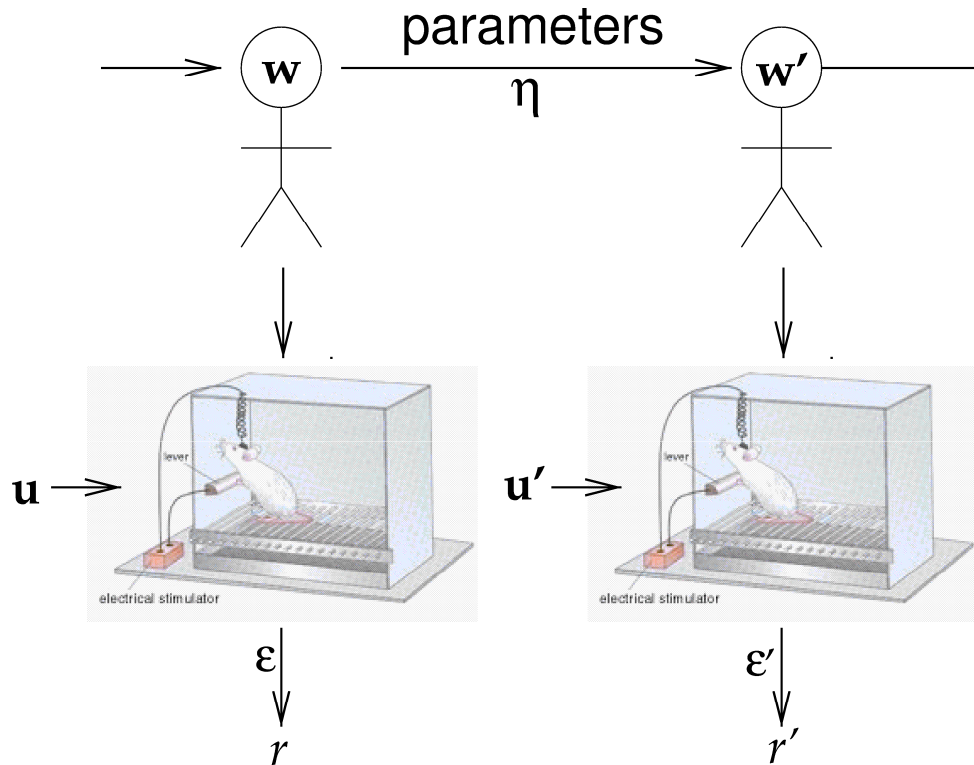 parameters
w
η
w′
lever
lever
u
u′
electrical stimulator
electrical stimulator
ε
ε′
r
r′